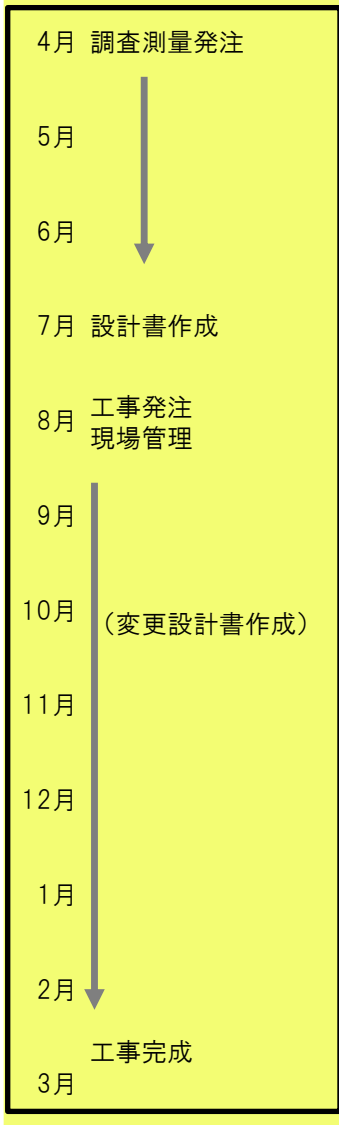 4月 調査測量発注
5月
6月
7月 設計書作成
8月 工事発注
現場管理
9月
10月 (変更設計書作成)
11月
12月
1月
2月
工事完成
3月